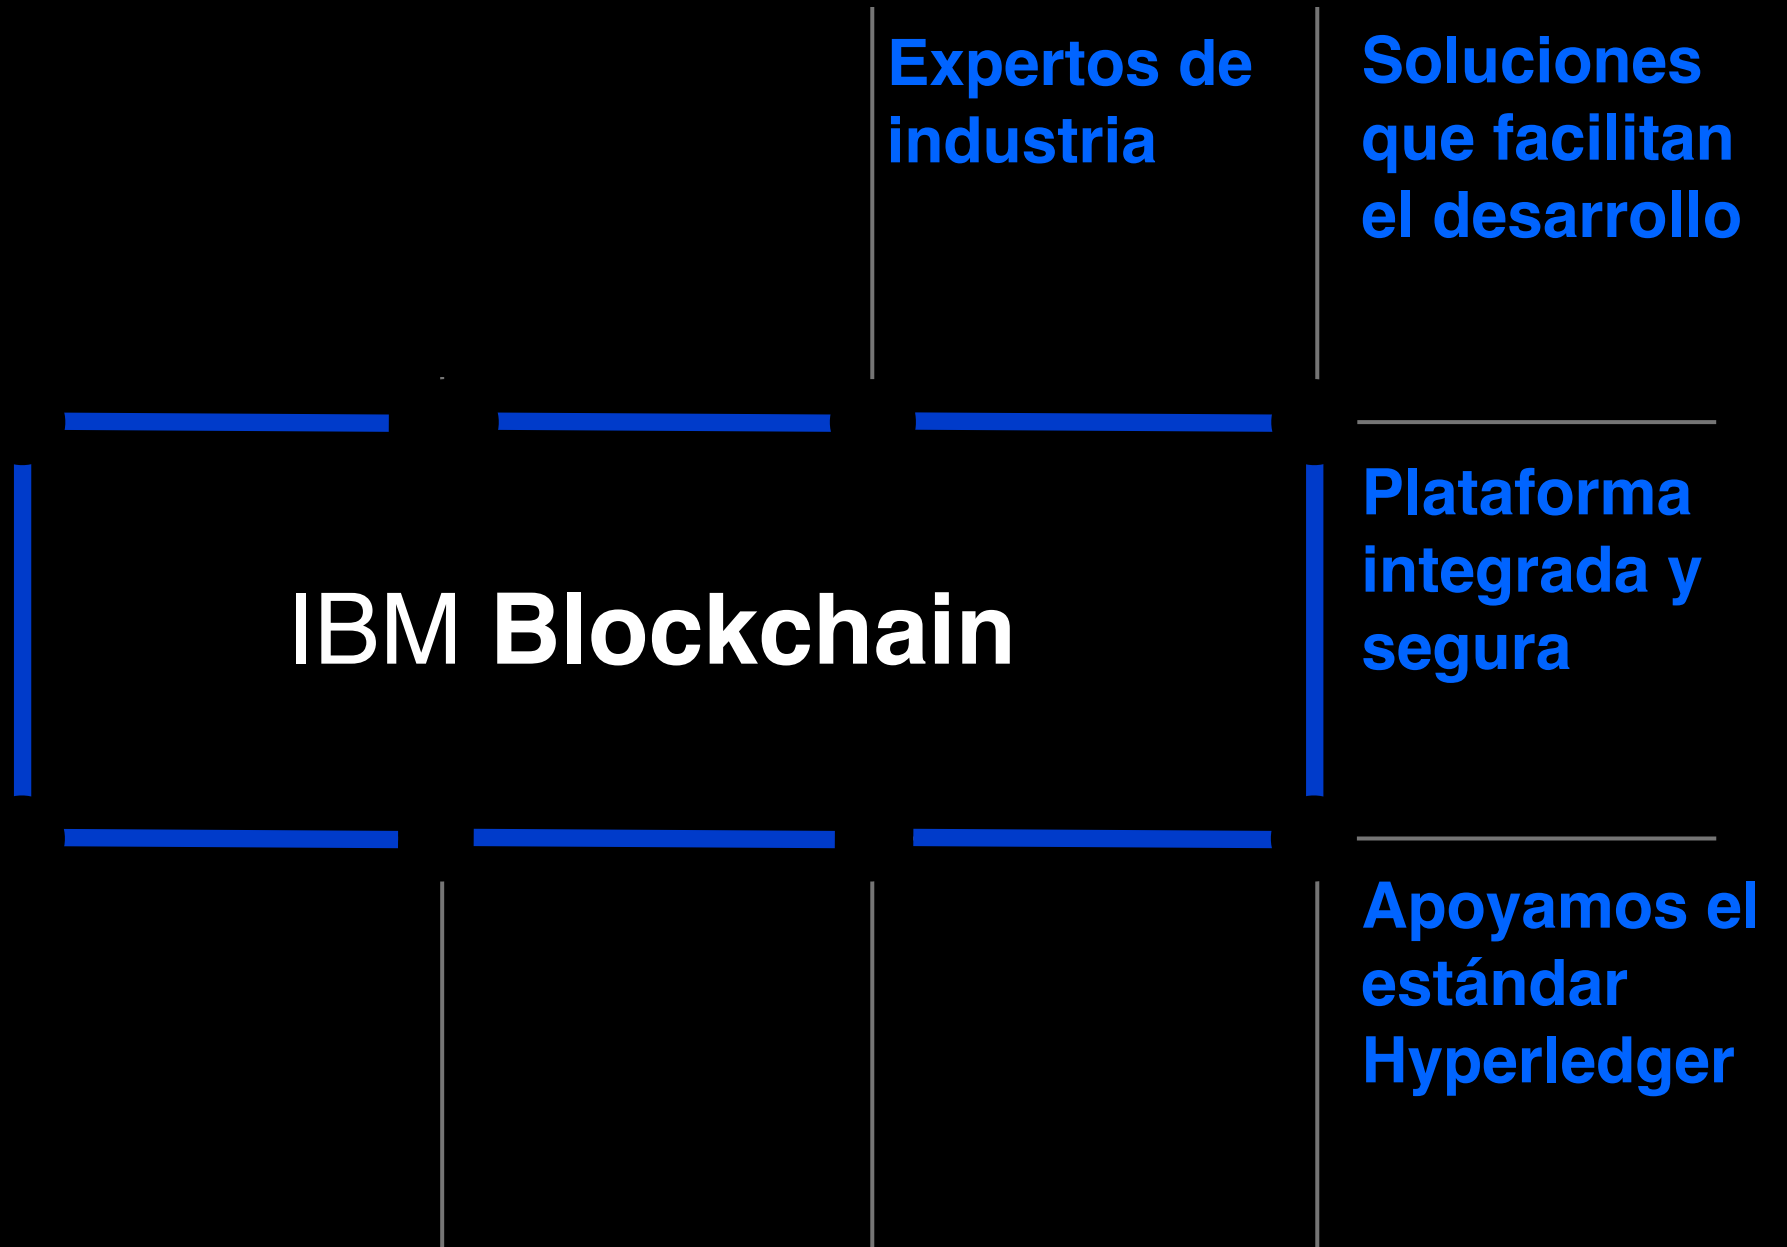 Expertos de
industria
Soluciones
que facilitan
el desarrollo
IBM Blockchain
Plataforma
integrada y
segura
Apoyamos el
estándar
Hyperledger